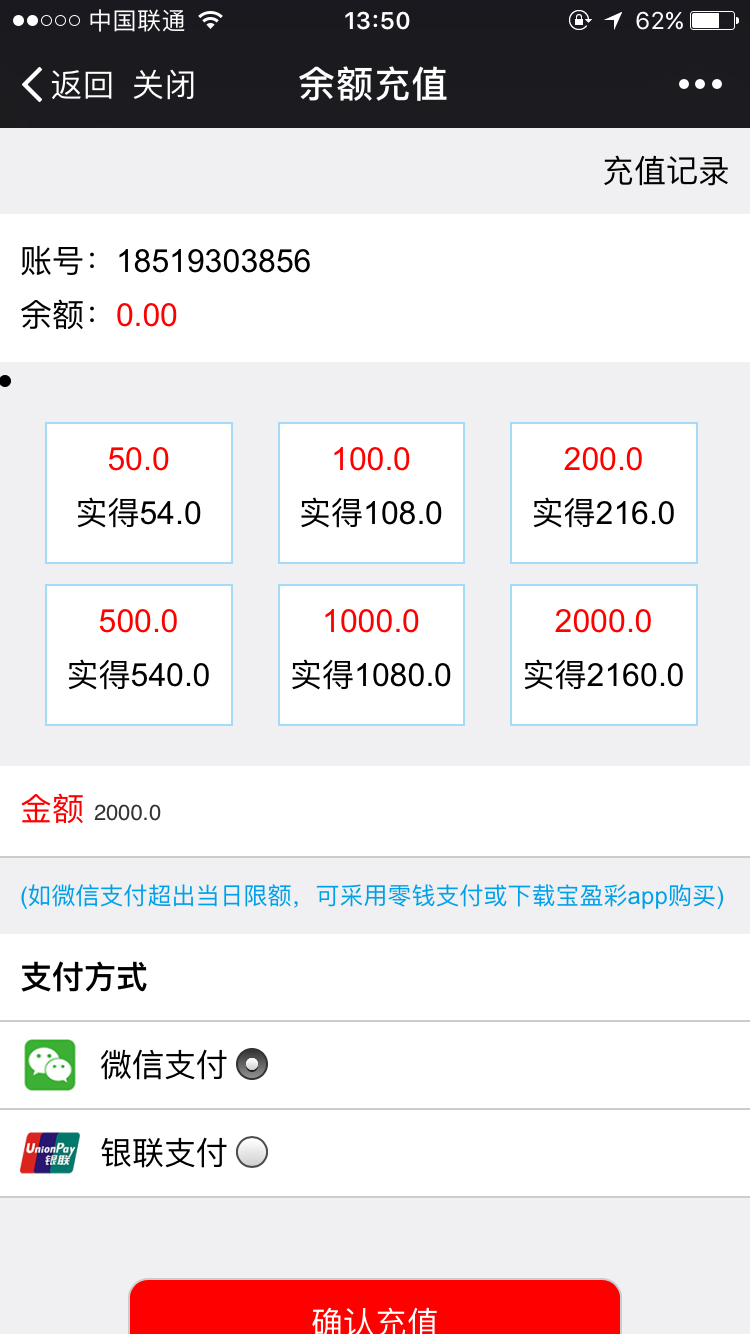 中国联通 13:50 62%
返回 关闭 余额充值
充值记录
账号：18519303856
余额：0.00
50.0 100.0 200.0
实得54.0 实得108.0 实得216.0
500.0 1000.0 2000.0
实得540.0 实得1080.0 实得2160.0
金额 2000.0
(如微信支付超出当日限额，可采用零钱支付或下载宝盈彩app购买)
支付方式
微信支付
UnionPay
银联
银联支付
确认充值